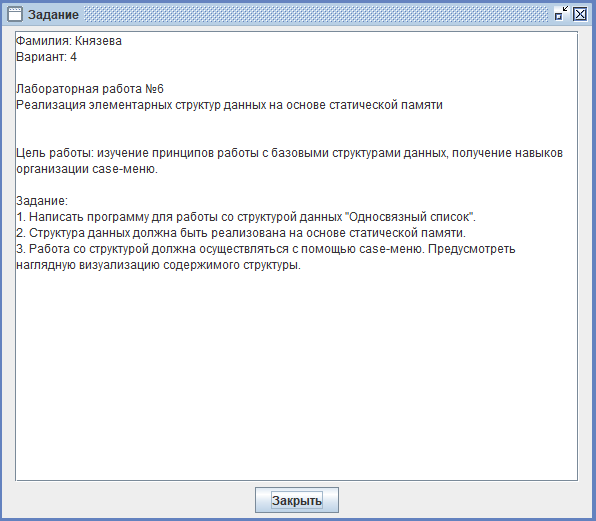 Задание
Фамилия: Князева
Вариант: 4
Лабораторная работа №6
Реализация элементарных структур данных на основе статической памяти
Цель работы: изучение принципов работы с базовыми структурами данных, получение навыков
организации case-меню.
Задание:
1. Написать программу для работы со структурой данных "Односвязный список".
2. Структура данных должна быть реализована на основе статической памяти.
3. Работа со структурой должна осуществляться с помощью case-меню. Предусмотреть
наглядную визуализацию содержимого структуры.
Закрыть